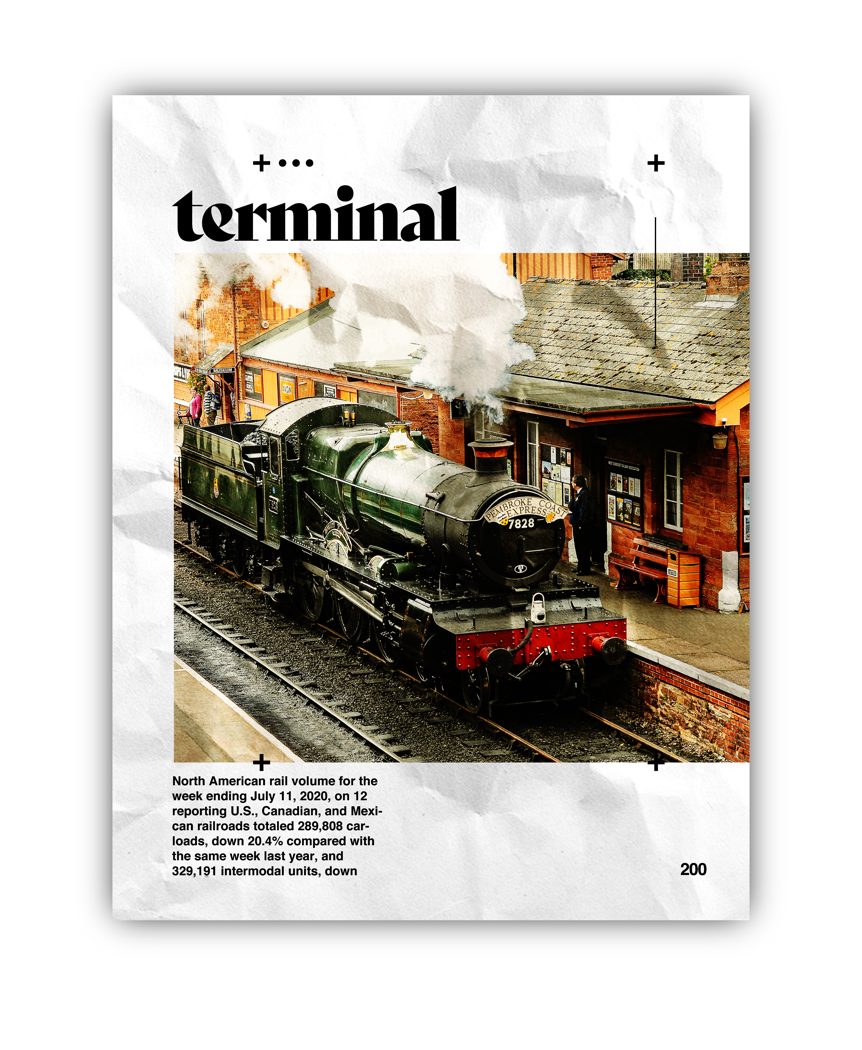 terminal
PEMBROKE COAST
EXPRESS
7828
North American rail volume for the
week ending July 11, 2020, on 12
reporting U.S., Canadian, and Mexi-
can railroads totaled 289,808 car-
loads, down 20.4% compared with
the same week last year, and
329,191 intermodal units, down
200